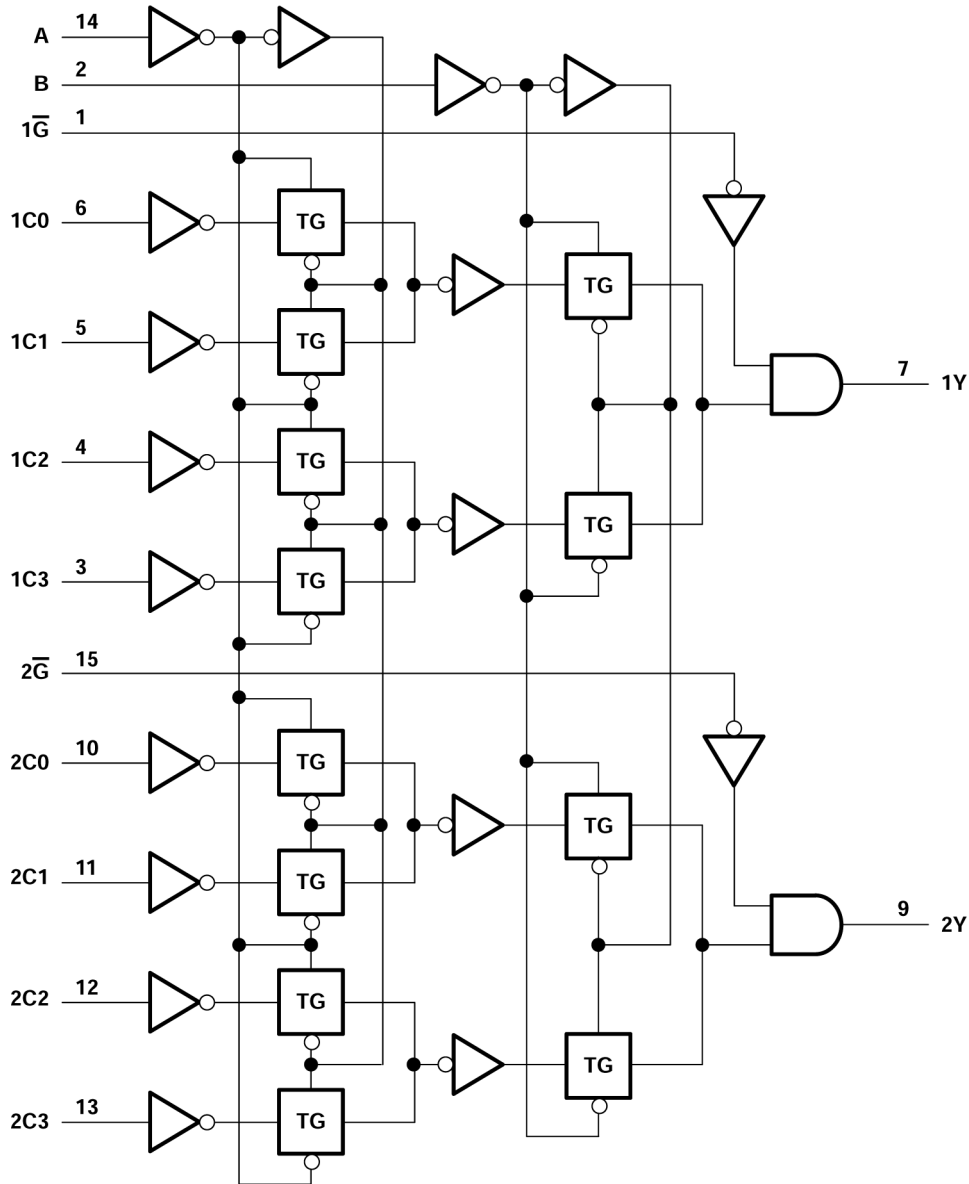 A 14
B 2
1G̅ 1
1C0 6 TG
TG
1C1 5 TG
7 1Y
1C2 4 TG
TG
1C3 3 TG
2G̅ 15
2C0 10 TG
TG
2C1 11 TG
9 2Y
2C2 12 TG
TG
2C3 13 TG